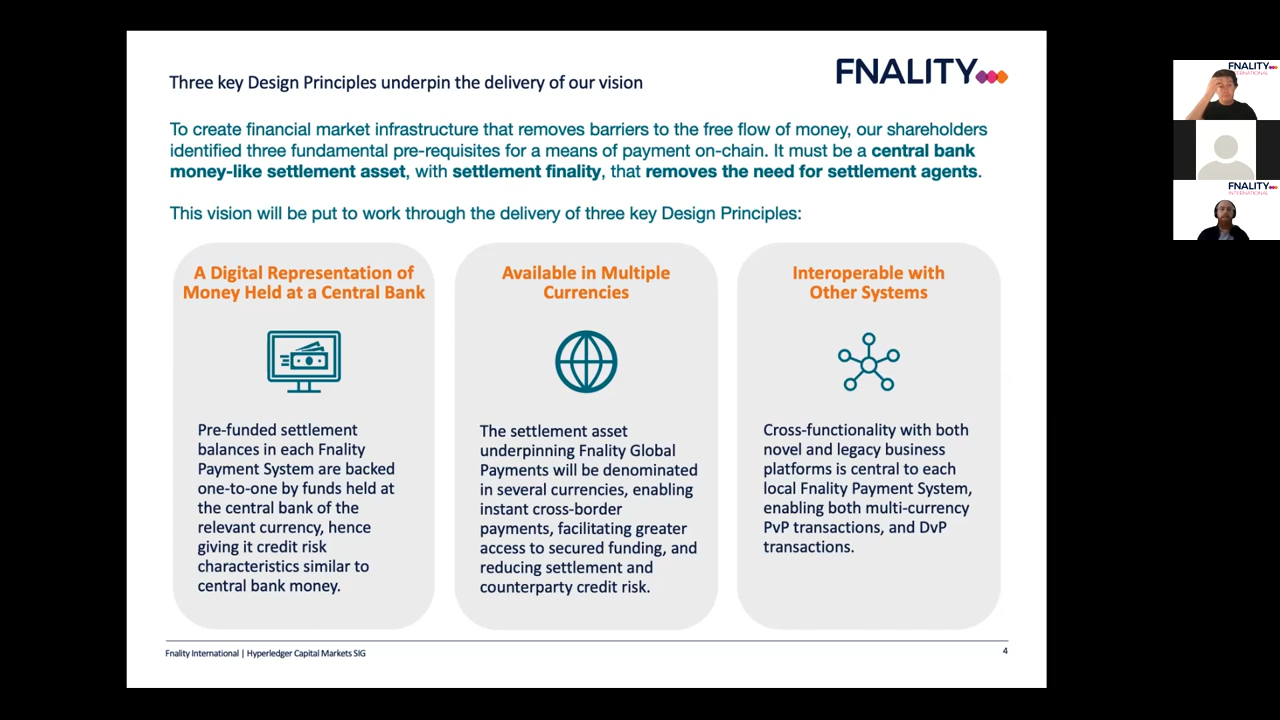 FNALITY
Three key Design Principles underpin the delivery of our vision
To create financial market infrastructure that removes barriers to the free flow of money, our shareholders
identified three fundamental pre-requisites for a means of payment on-chain. It must be a central bank
money-like settlement asset, with settlement finality, that removes the need for settlement agents.
This vision will be put to work through the delivery of three key Design Principles:
A Digital Representation of
Money Held at a Central Bank
Pre-funded settlement
balances in each Fnality
Payment System are backed
one-to-one by funds held at
the central bank of the
relevant currency, hence
giving it credit risk
characteristics similar to
central bank money.
Available in Multiple
Currencies
The settlement asset
underpinning Fnality Global
Payments will be denominated
in several currencies, enabling
instant cross-border
payments, facilitating greater
access to secured funding, and
reducing settlement and
counterparty credit risk.
Interoperable with
Other Systems
Cross-functionality with both
novel and legacy business
platforms is central to each
local Fnality Payment System,
enabling both multi-currency
PvP transactions, and DvP
transactions.
Fnality International | Hyperledger Capital Markets SIG
4
FNALITY
FNALITY
INTERNATIONAL